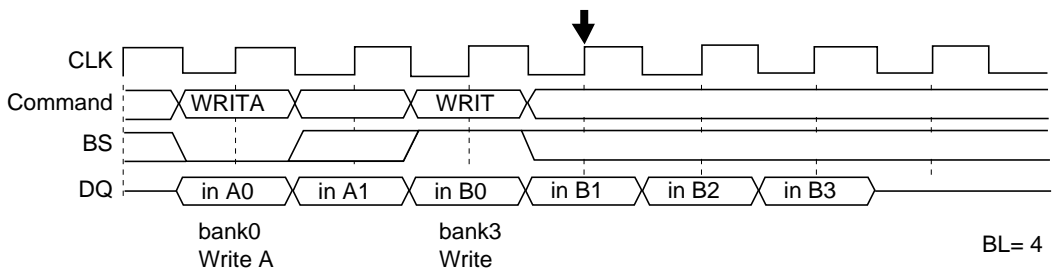 CLK
Command WRITA WRIT
BS
DQ in A0 in A1 in B0 in B1 in B2 in B3
bank0 bank3
Write A Write
BL= 4